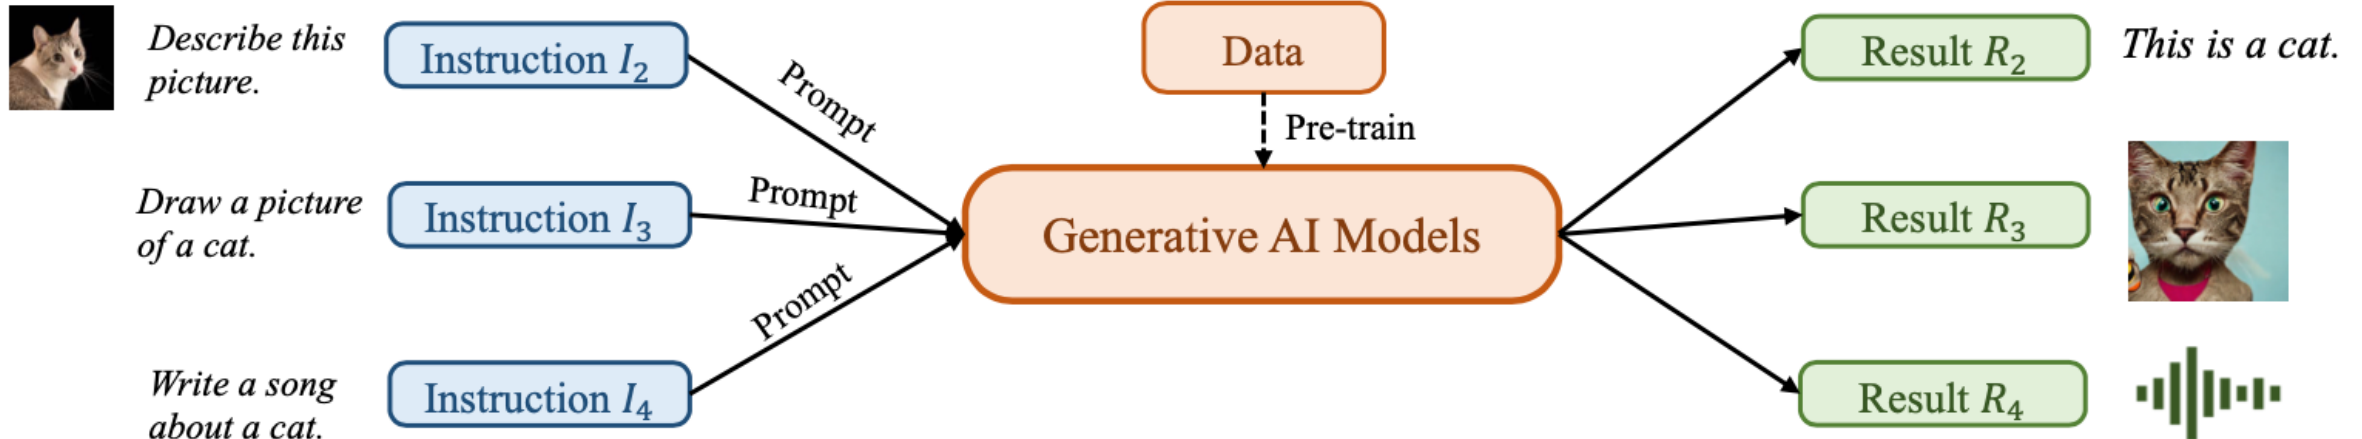 Describe this
picture.
Instruction I₂
Prompt
Data
Pre-train
Result R₂
This is a cat.
Draw a picture
of a cat.
Instruction I₃
Prompt
Generative AI Models
Result R₃
Write a song
about a cat.
Instruction I₄
Prompt
Result R₄